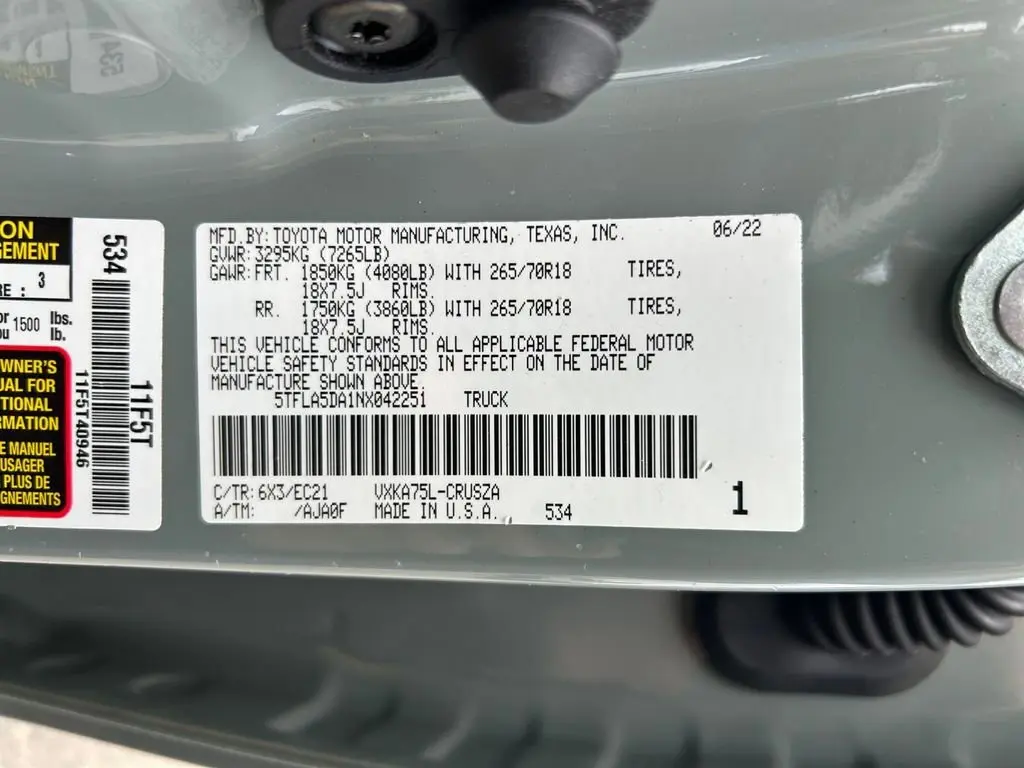 ON
GEMENT
RE : 3
or 1500 lbs.
ou lb.
OWNER'S
UAL FOR
TIONAL
RMATION
E MANUEL
USAGER
PLUS DE
IGNEMENTS
534
11F5T40946
11F5T
MFD.BY:TOYOTA MOTOR MANUFACTURING, TEXAS, INC. 06/22
GVWR:3295KG (7265LB)
GAWR:FRT. 1850KG (4080LB) WITH 265/70R18 TIRES,
18X7.5J RIMS.
RR. 1750KG (3860LB) WITH 265/70R18 TIRES,
18X7.5J RIMS.
THIS VEHICLE CONFORMS TO ALL APPLICABLE FEDERAL MOTOR
VEHICLE SAFETY STANDARDS IN EFFECT ON THE DATE OF
MANUFACTURE SHOWN ABOVE.
5TFLA5DA1NX042251 TRUCK
C/TR:6X3/EC21 VXKA75L-CRUSZA
A/TM: /AJA0F MADE IN U.S.A. 534
1